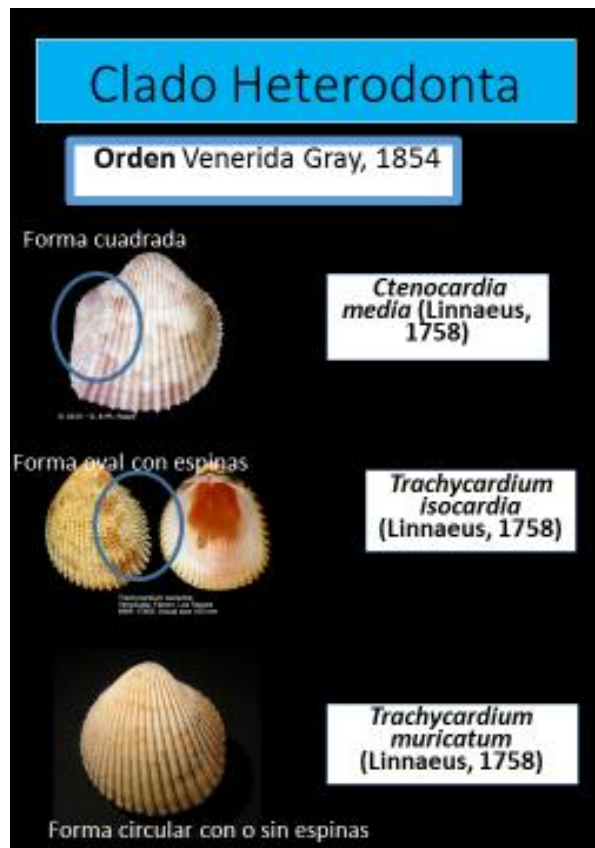 Clado Heterodonta
Orden Venerida Gray, 1854
Forma cuadrada
Ctenocardia
media (Linnaeus,
1758)
Forma oval con espinas
Trachycardium
isocardia
(Linnaeus, 1758)
Trachycardium
muricatum
(Linnaeus, 1758)
Forma circular con o sin espinas